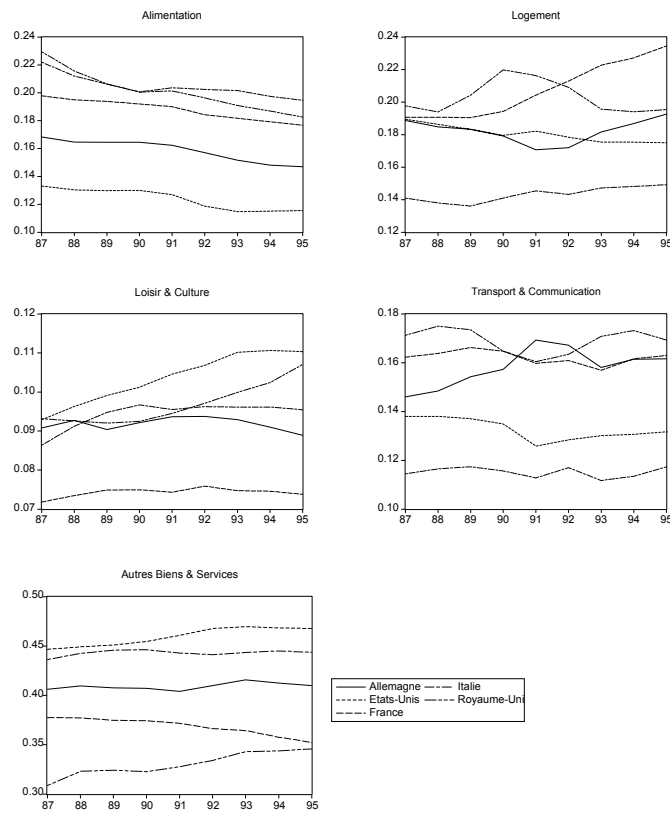 Alimentation
0.24
0.22
0.20
0.18
0.16
0.14
0.12
0.10
87 88 89 90 91 92 93 94 95
Logement
0.24
0.22
0.20
0.18
0.16
0.14
0.12
87 88 89 90 91 92 93 94 95
Loisir & Culture
0.12
0.11
0.10
0.09
0.08
0.07
87 88 89 90 91 92 93 94 95
Transport & Communication
0.18
0.16
0.14
0.12
0.10
87 88 89 90 91 92 93 94 95
Autres Biens & Services
0.50
0.45
0.40
0.35
0.30
87 88 89 90 91 92 93 94 95
Allemagne
Etats-Unis
France
Italie
Royaume-Uni